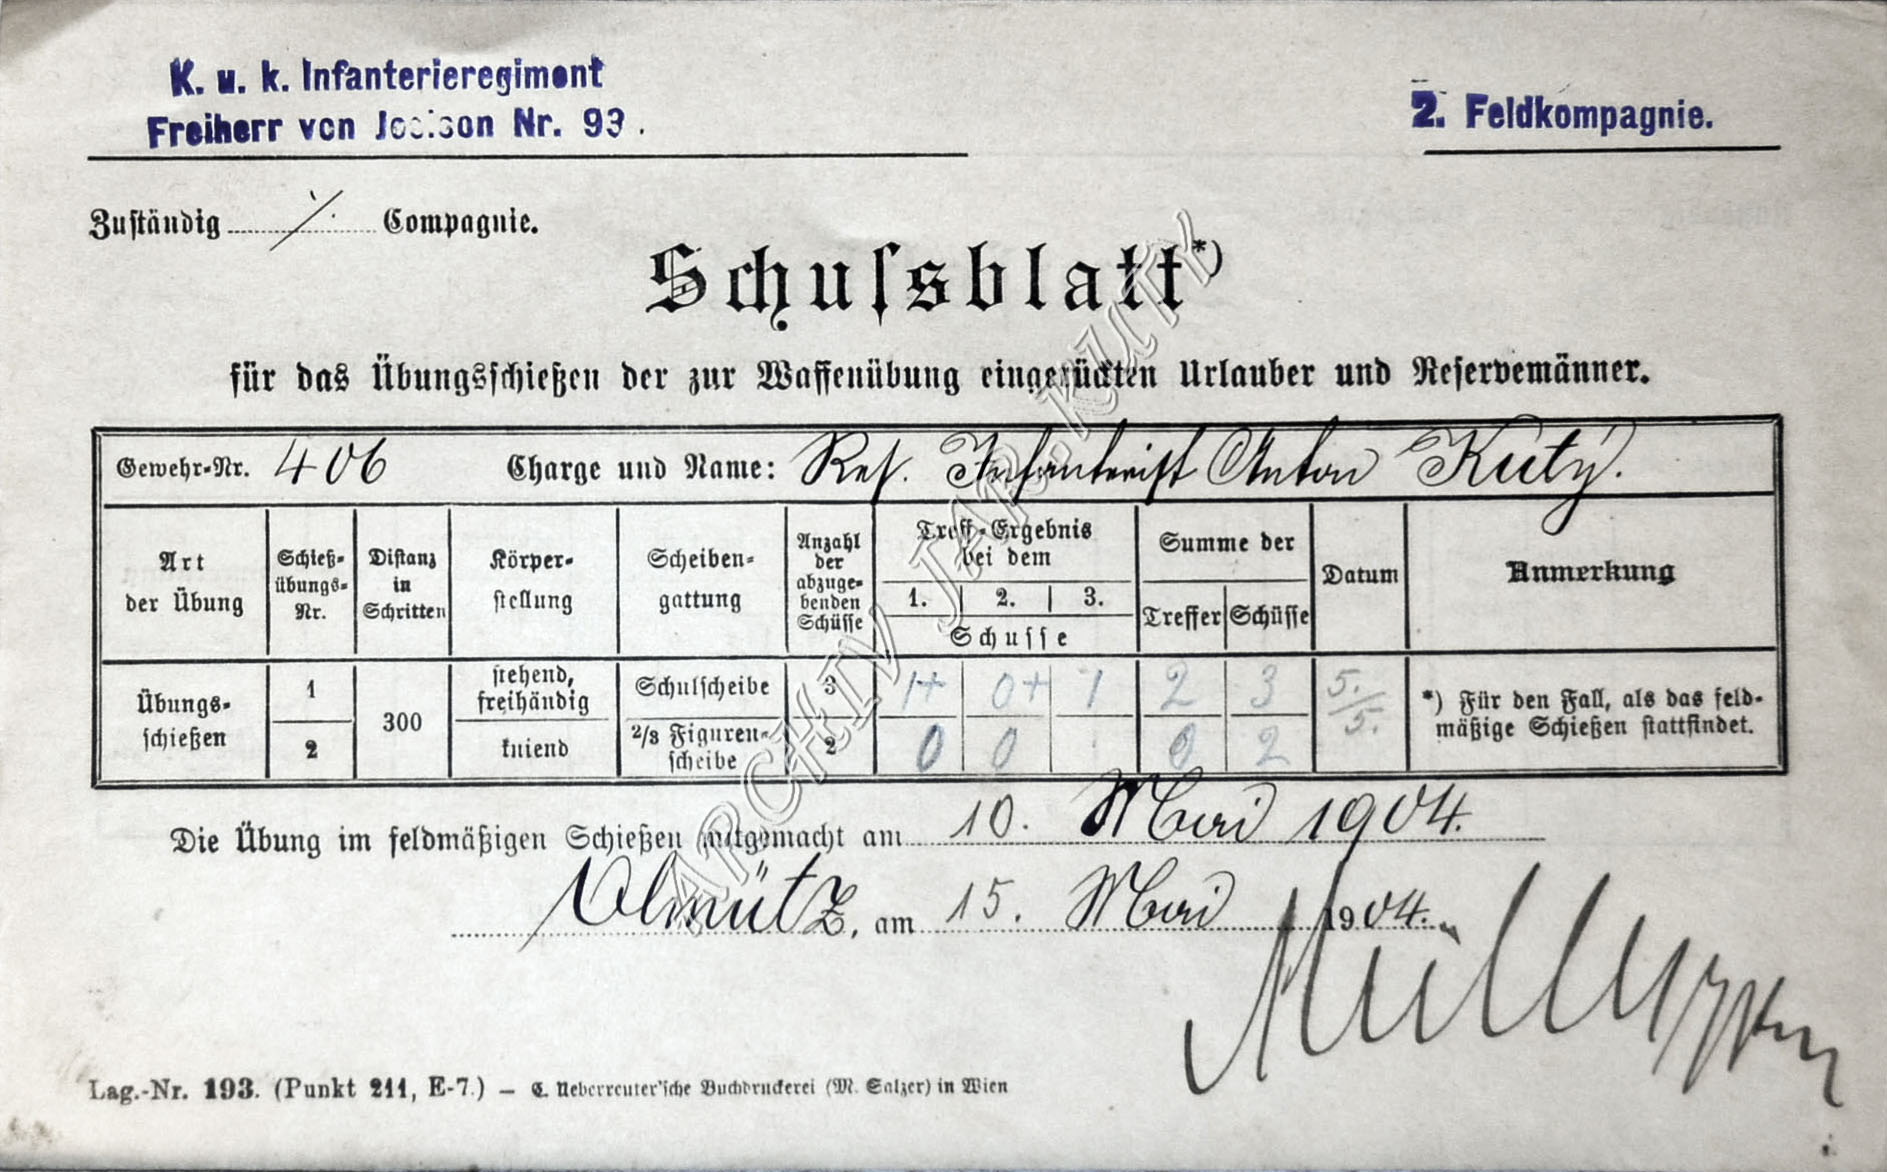 K. u. k. Infanterieregiment
Freiherr von Joelson Nr. 93.
2. Feldkompagnie.
Zuständig ./. Compagnie.
Schussblatt*)
für das Übungsschießen der zur Waffenübung eingerückten Urlauber und Reservemänner.
Gewehr-Nr. 406 Charge und Name: Res. Infanterist Anton Kutý.
Art der Übung
Schieß-übungs-Nr.
Distanz in Schritten
Körper-stellung
Scheiben-gattung
Anzahl der abzuge-benden Schüsse
Treff-Ergebnis bei dem
1. 2. 3.
Schusse
Summe der
Treffer Schüsse
Datum
Anmerkung
Übungs-schießen
1 300 stehend, freihändig Schulscheibe 3 1+ 0+ 1 2 3 5./5.
2 kniend 2/3 Figuren-scheibe 2 0 0 0 2
*) Für den Fall, als das feld-mäßige Schießen stattfindet.
Die Übung im feldmäßigen Schießen mitgemacht am 10. Mai 1904.
Olmütz, am 15. Mai 1904.
Lag.-Nr. 193. (Punkt 211, E-7.) – C. Ueberreuter'sche Buchdruckerei (M. Salzer) in Wien
ARCHIV JAR. KUTÝ